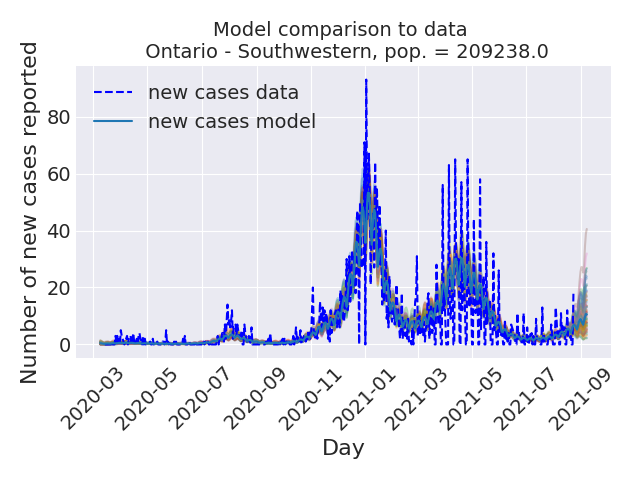 Model comparison to data
Ontario - Southwestern, pop. = 209238.0
Number of new cases reported
new cases data
new cases model
80
60
40
20
0
2020-03
2020-05
2020-07
2020-09
2020-11
2021-01
2021-03
2021-05
2021-07
2021-09
Day